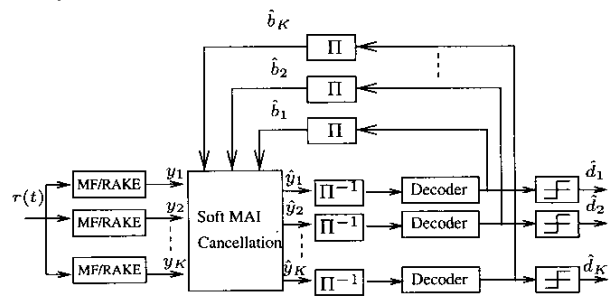 b̂_K
Π
b̂_2
Π
b̂_1
Π
r(t)
MF/RAKE
y_1
MF/RAKE
y_2
MF/RAKE
y_K
Soft MAI
Cancellation
ŷ_1
Π^{-1}
Decoder
d̂_1
ŷ_2
Π^{-1}
Decoder
d̂_2
ŷ_K
Π^{-1}
Decoder
d̂_K